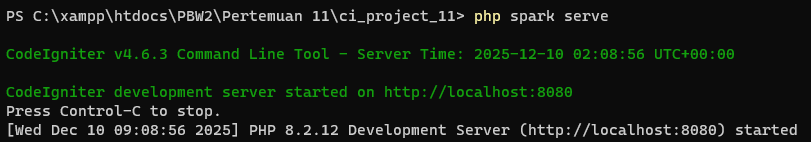 PS C:\xampp\htdocs\PBW2\Pertemuan 11\ci_project_11> php spark serve
CodeIgniter v4.6.3 Command Line Tool - Server Time: 2025-12-10 02:08:56 UTC+00:00
CodeIgniter development server started on http://localhost:8080
Press Control-C to stop.
[Wed Dec 10 09:08:56 2025] PHP 8.2.12 Development Server (http://localhost:8080) started